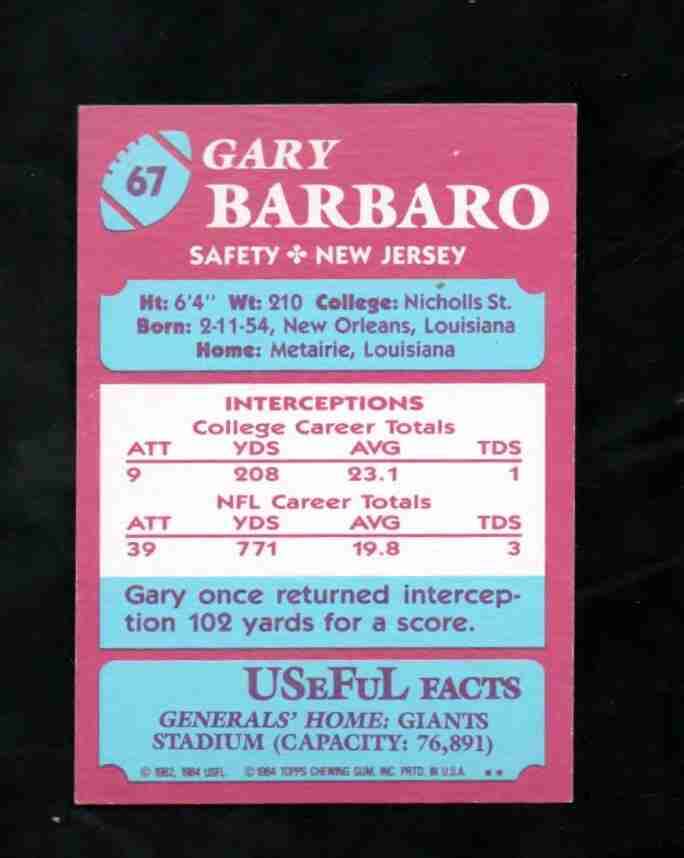 67
GARY
BARBARO
SAFETY ✤ NEW JERSEY
Ht: 6'4" Wt: 210 College: Nicholls St.
Born: 2-11-54, New Orleans, Louisiana
Home: Metairie, Louisiana
INTERCEPTIONS
College Career Totals
ATT YDS AVG TDS
9 208 23.1 1
NFL Career Totals
ATT YDS AVG TDS
39 771 19.8 3
Gary once returned intercep-
tion 102 yards for a score.
USeFuL FACTS
GENERALS' HOME: GIANTS
STADIUM (CAPACITY: 76,891)
© 1982, 1984 USFL. © 1984 TOPPS CHEWING GUM, INC. PRTD. IN U.S.A. **